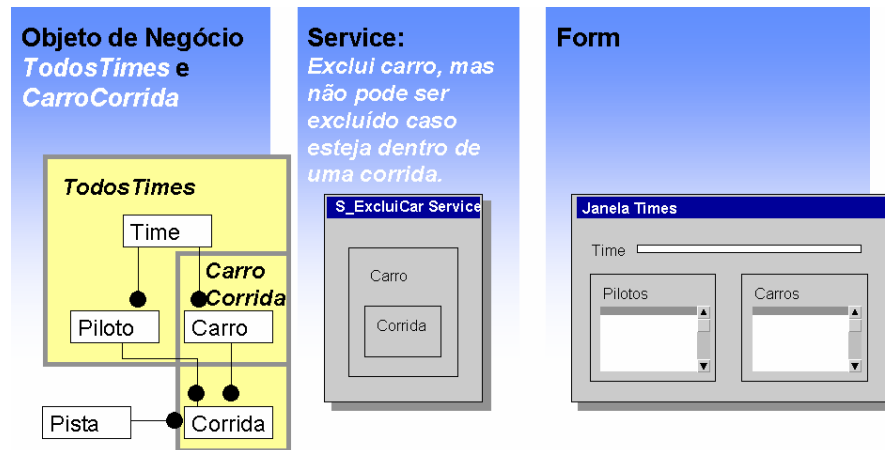 Objeto de Negócio
TodosTimes e
CarroCorrida
TodosTimes
Time
Carro
Corrida
Piloto
Carro
Pista
Corrida
Service:
Exclui carro, mas
não pode ser
excluído caso
esteja dentro de
uma corrida.
S_ExcluiCar Service
Carro
Corrida
Form
Janela Times
Time
Pilotos
Carros